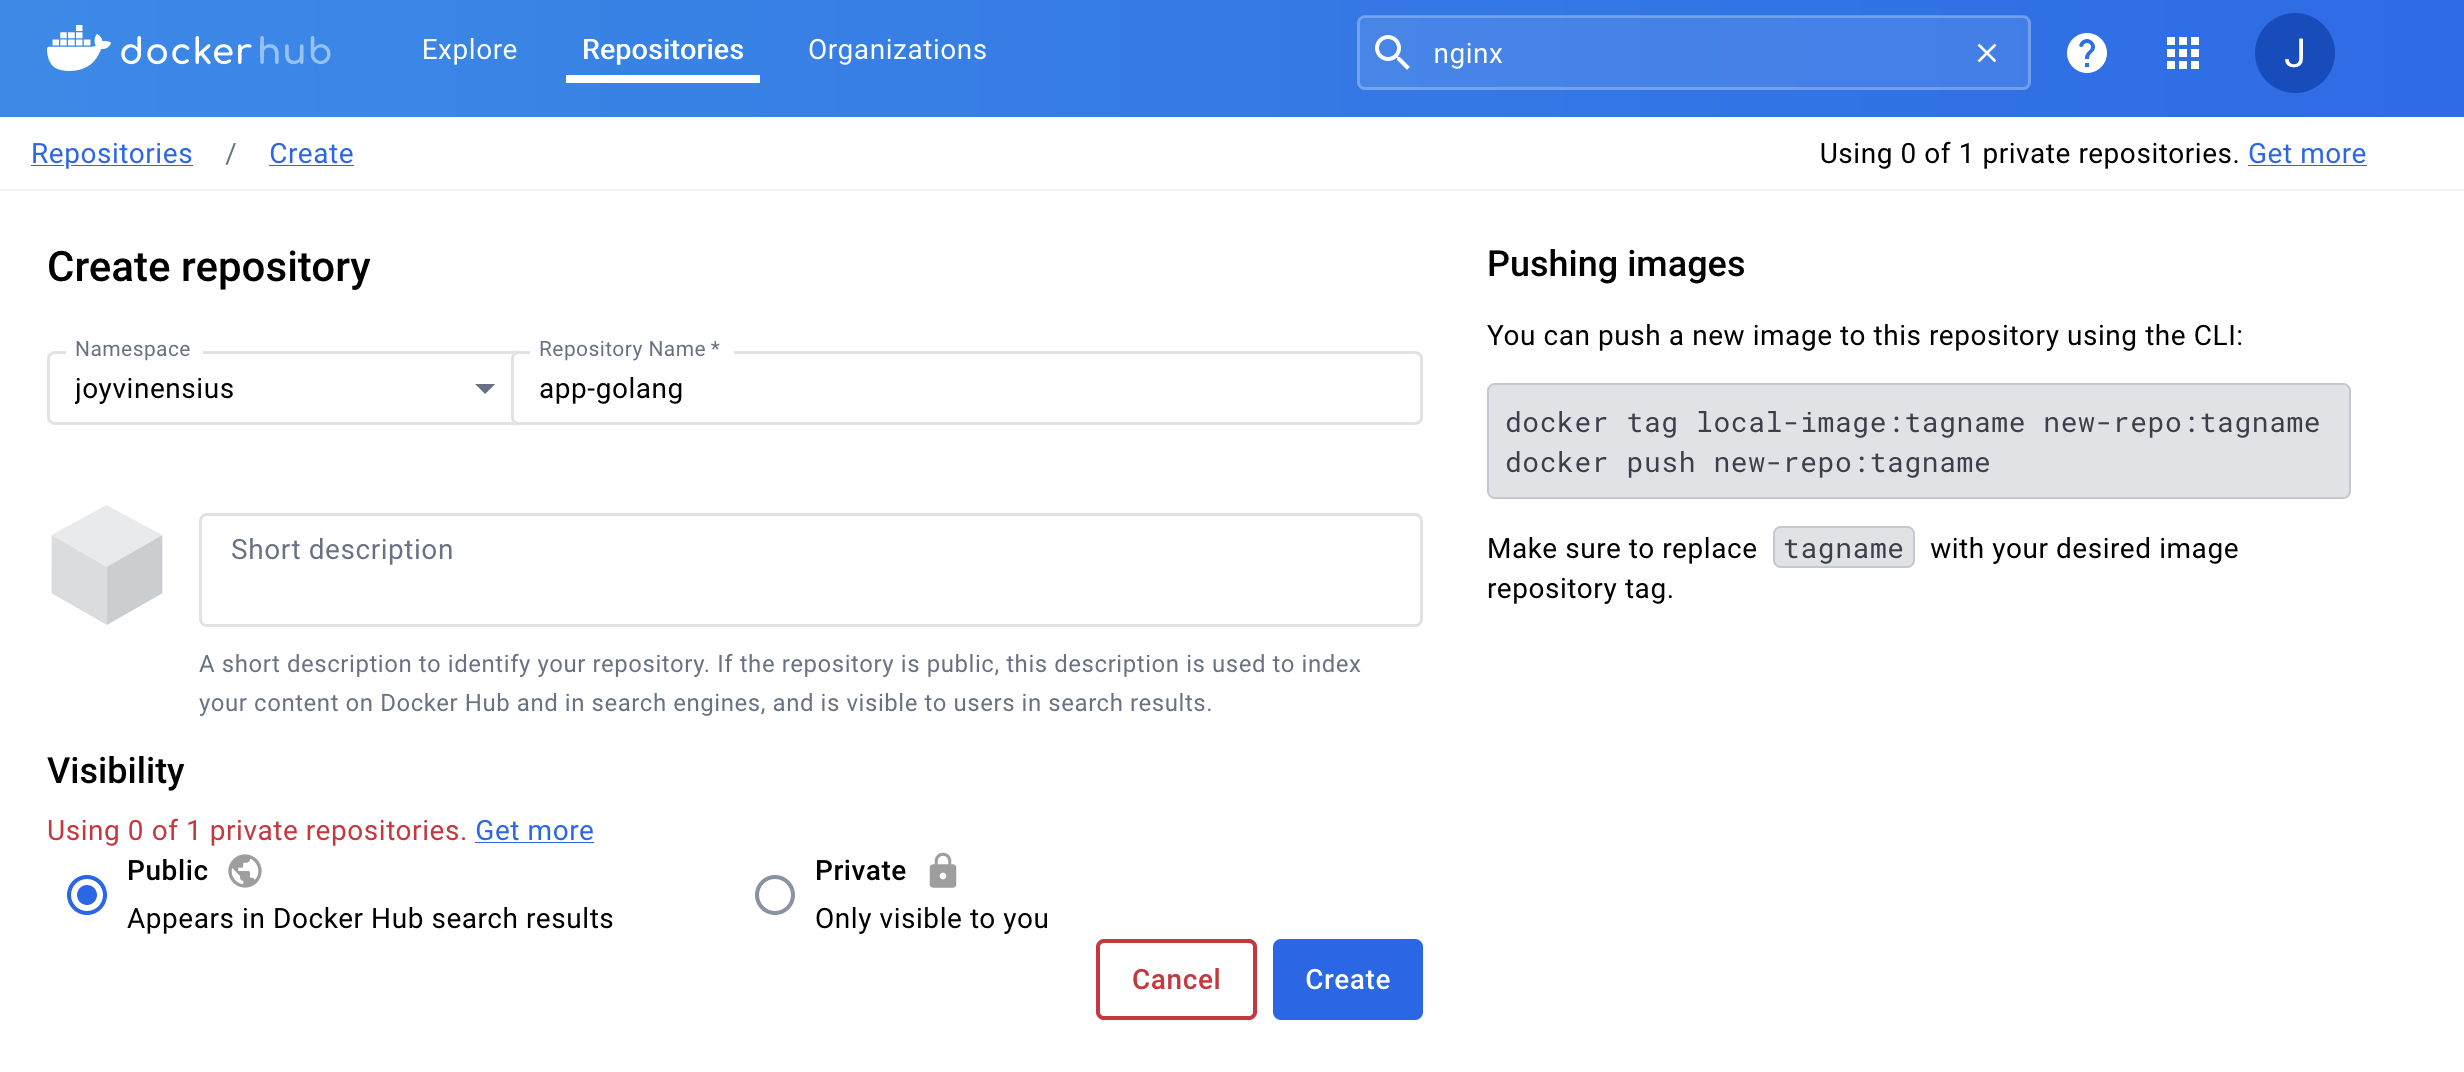 dockerhub Explore Repositories Organizations nginx J
Repositories / Create Using 0 of 1 private repositories. Get more
Create repository
Namespace Repository Name *
joyvinensius app-golang
Short description
A short description to identify your repository. If the repository is public, this description is used to index
your content on Docker Hub and in search engines, and is visible to users in search results.
Visibility
Using 0 of 1 private repositories. Get more
Public
Appears in Docker Hub search results
Private
Only visible to you
Cancel Create
Pushing images
You can push a new image to this repository using the CLI:
docker tag local-image:tagname new-repo:tagname
docker push new-repo:tagname
Make sure to replace tagname with your desired image
repository tag.